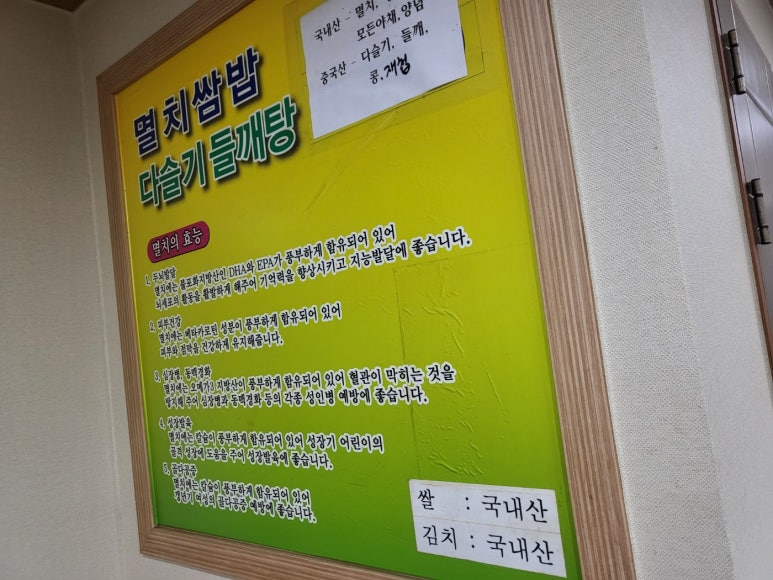 국내산 - 멸치,
모든야채, 양념
중국산 - 다슬기, 들깨,
콩,
멸치쌈밥
다슬기 들깨탕
멸치의 효능
1. 두뇌발달
멸치에는 불포화지방산인 DHA와 EPA가 풍부하게 함유되어 있어
뇌세포의 활동을 활발하게 해주어 기억력을 향상시키고 지능발달에 좋습니다.
2. 피부건강
멸치에는 베타카로틴 성분이 풍부하게 함유되어 있어
피부와 점막을 건강하게 유지해줍니다.
3. 심장병, 동맥경화
멸치에는 오메가3 지방산이 풍부하게 함유되어 있어 혈관이 막히는 것을
방지해 주어 심장병과 동맥경화 등의 각종 성인병 예방에 좋습니다.
4. 성장발육
멸치에는 칼슘이 풍부하게 함유되어 있어 성장기 어린이의
골격 성장에 도움을 주어 성장발육에 좋습니다.
5. 골다공증
멸치에는 칼슘이 풍부하게 함유되어 있어
갱년기 여성의 골다공증 예방에 좋습니다.
쌀 : 국내산
김치 : 국내산